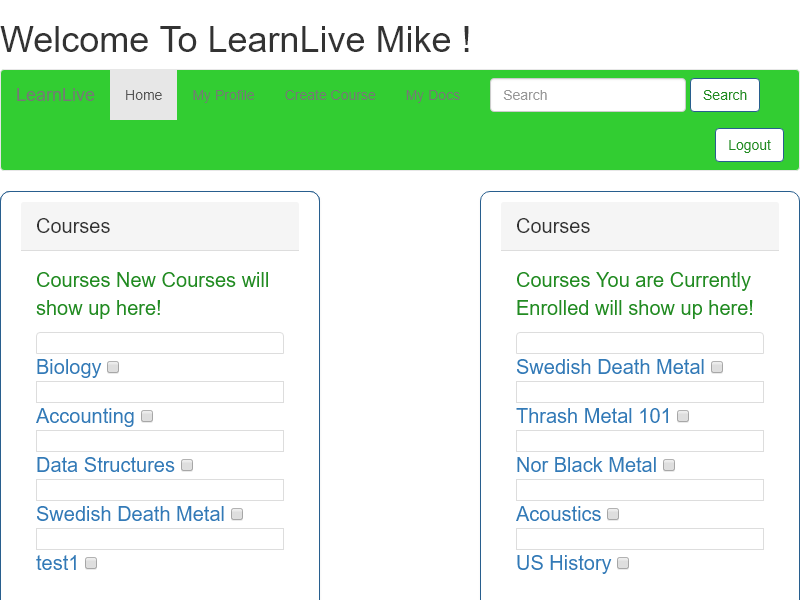 Welcome To LearnLive Mike !
LearnLive Home My Profile Create Course My Docs Search Search
Logout
Courses
Courses New Courses will
show up here!
Biology
Accounting
Data Structures
Swedish Death Metal
test1
Courses
Courses You are Currently
Enrolled will show up here!
Swedish Death Metal
Thrash Metal 101
Nor Black Metal
Acoustics
US History